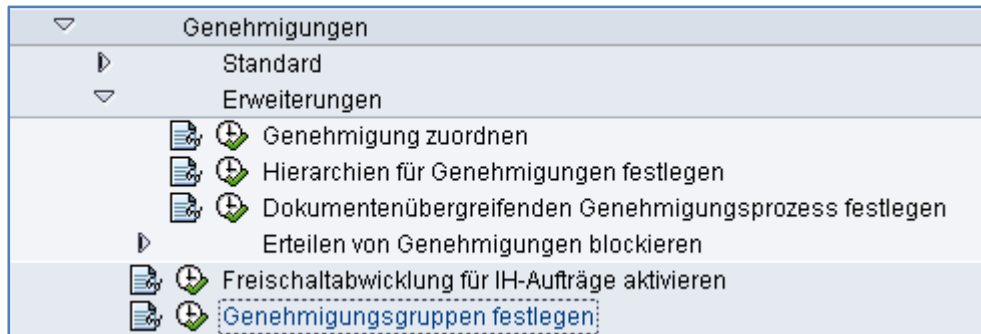 Genehmigungen
Standard
Erweiterungen
Genehmigung zuordnen
Hierarchien für Genehmigungen festlegen
Dokumentenübergreifenden Genehmigungsprozess festlegen
Erteilen von Genehmigungen blockieren
Freischaltabwicklung für IH-Aufträge aktivieren
Genehmigungsgruppen festlegen